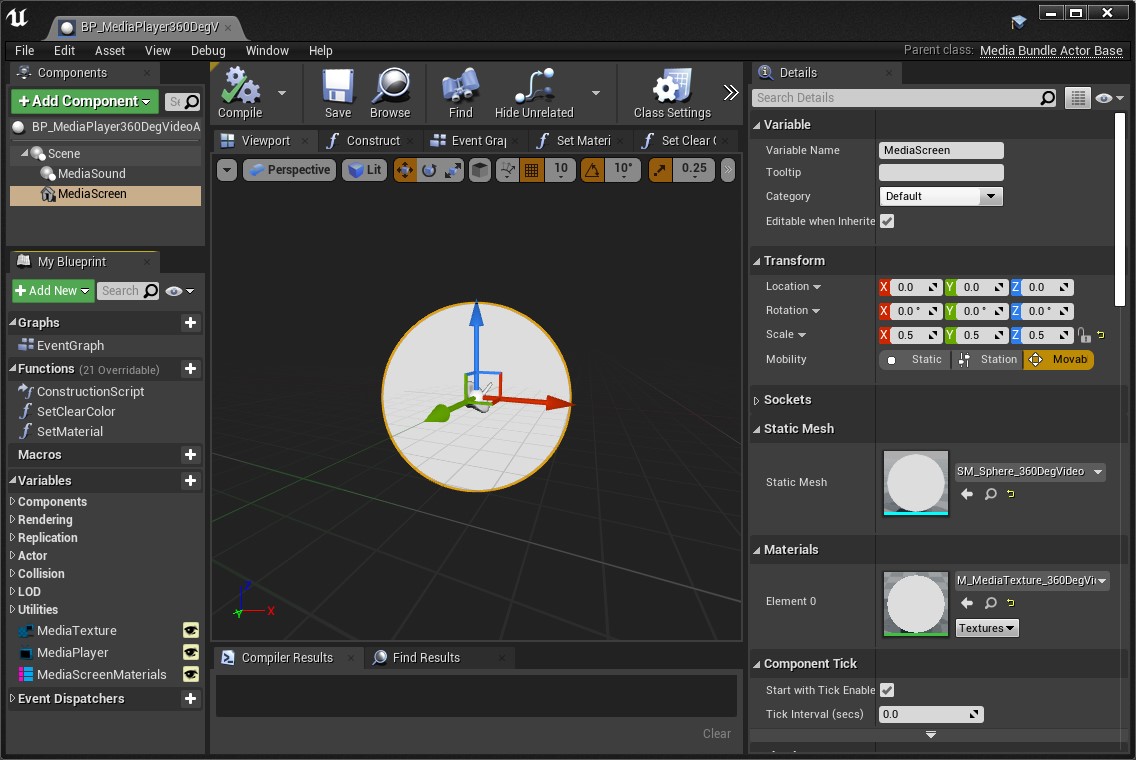 BP_MediaPlayer360DegV
File Edit Asset View Debug Window Help
Parent class: Media Bundle Actor Base
Components
+Add Component
BP_MediaPlayer360DegVideoA
Scene
MediaSound
MediaScreen
My Blueprint
+Add New
Search
Graphs
EventGraph
Functions (21 Overridable)
ConstructionScript
SetClearColor
SetMaterial
Macros
Variables
Components
Rendering
Replication
Actor
Collision
LOD
Utilities
MediaTexture
MediaPlayer
MediaScreenMaterials
Event Dispatchers
Compile Save Browse Find Hide Unrelated Class Settings
Viewport Construct Event Graph Set Materi Set Clear
Perspective Lit 10 10° 0.25
X
Compiler Results Find Results
Clear
Details
Search Details
Variable
Variable Name MediaScreen
Tooltip
Category Default
Editable when Inherite
Transform
Location X 0.0 Y 0.0 Z 0.0
Rotation X 0.0° Y 0.0° Z 0.0°
Scale X 0.5 Y 0.5 Z 0.5
Mobility Static Station Movab
Sockets
Static Mesh
Static Mesh SM_Sphere_360DegVideo
Materials
Element 0 M_MediaTexture_360DegVi
Textures
Component Tick
Start with Tick Enable
Tick Interval (secs) 0.0